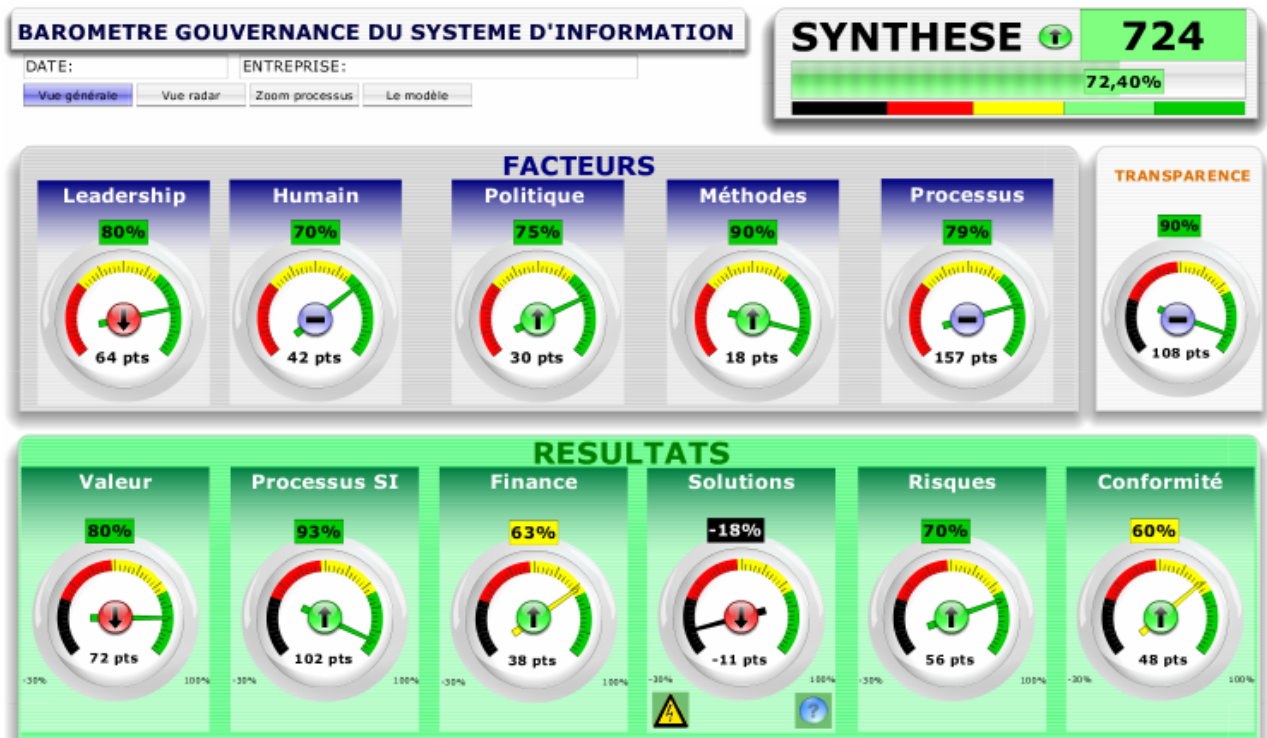 BAROMETRE GOUVERNANCE DU SYSTEME D'INFORMATION
SYNTHESE 724
DATE: ENTREPRISE:
72,40%
Vue générale Vue radar Zoom processus Le modèle
FACTEURS
TRANSPARENCE
Leadership Humain Politique Méthodes Processus
80% 70% 75% 90% 79% 90%
64 pts 42 pts 30 pts 18 pts 157 pts 108 pts
RESULTATS
Valeur Processus SI Finance Solutions Risques Conformité
80% 93% 63% -18% 70% 60%
72 pts 102 pts 38 pts -11 pts 56 pts 48 pts
-30% 100% -30% 100% -30% 100% -30% 100% -30% 100% -30% 100%
?